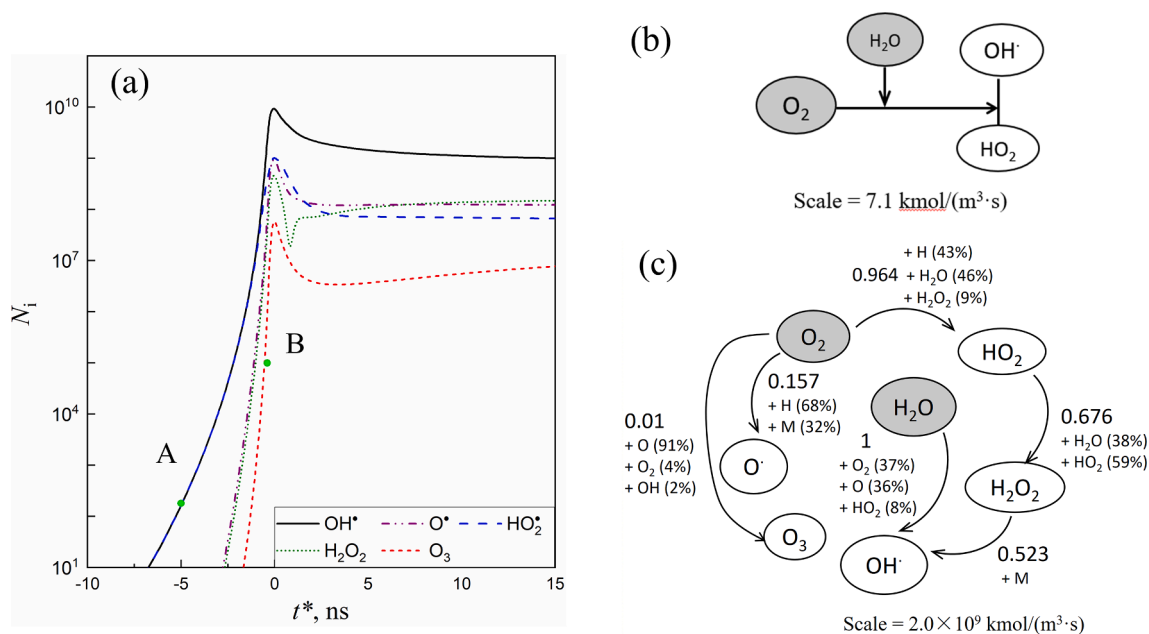 (a)
10¹⁰
10⁷
10⁴
10¹
Nᵢ
A
B
OH•
O•
HO₂•
H₂O₂
O₃
-10
-5
0
5
10
15
t*, ns
(b)
H₂O
OH·
O₂
HO₂
Scale = 7.1 kmol/(m³·s)
(c)
+ H (43%)
0.964
+ H₂O (46%)
+ H₂O₂ (9%)
O₂
HO₂
0.157
+ H (68%)
+ M (32%)
H₂O
0.01
+ O (91%)
+ O₂ (4%)
+ OH (2%)
1
+ O₂ (37%)
+ O (36%)
+ HO₂ (8%)
0.676
+ H₂O (38%)
+ HO₂ (59%)
O·
H₂O₂
O₃
OH·
0.523
+ M
Scale = 2.0×10⁹ kmol/(m³·s)